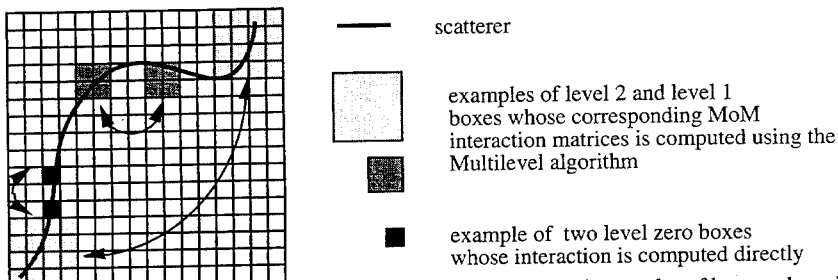 scatterer
examples of level 2 and level 1
boxes whose corresponding MoM
interaction matrices is computed using the
Multilevel algorithm
example of two level zero boxes
whose interaction is computed directly